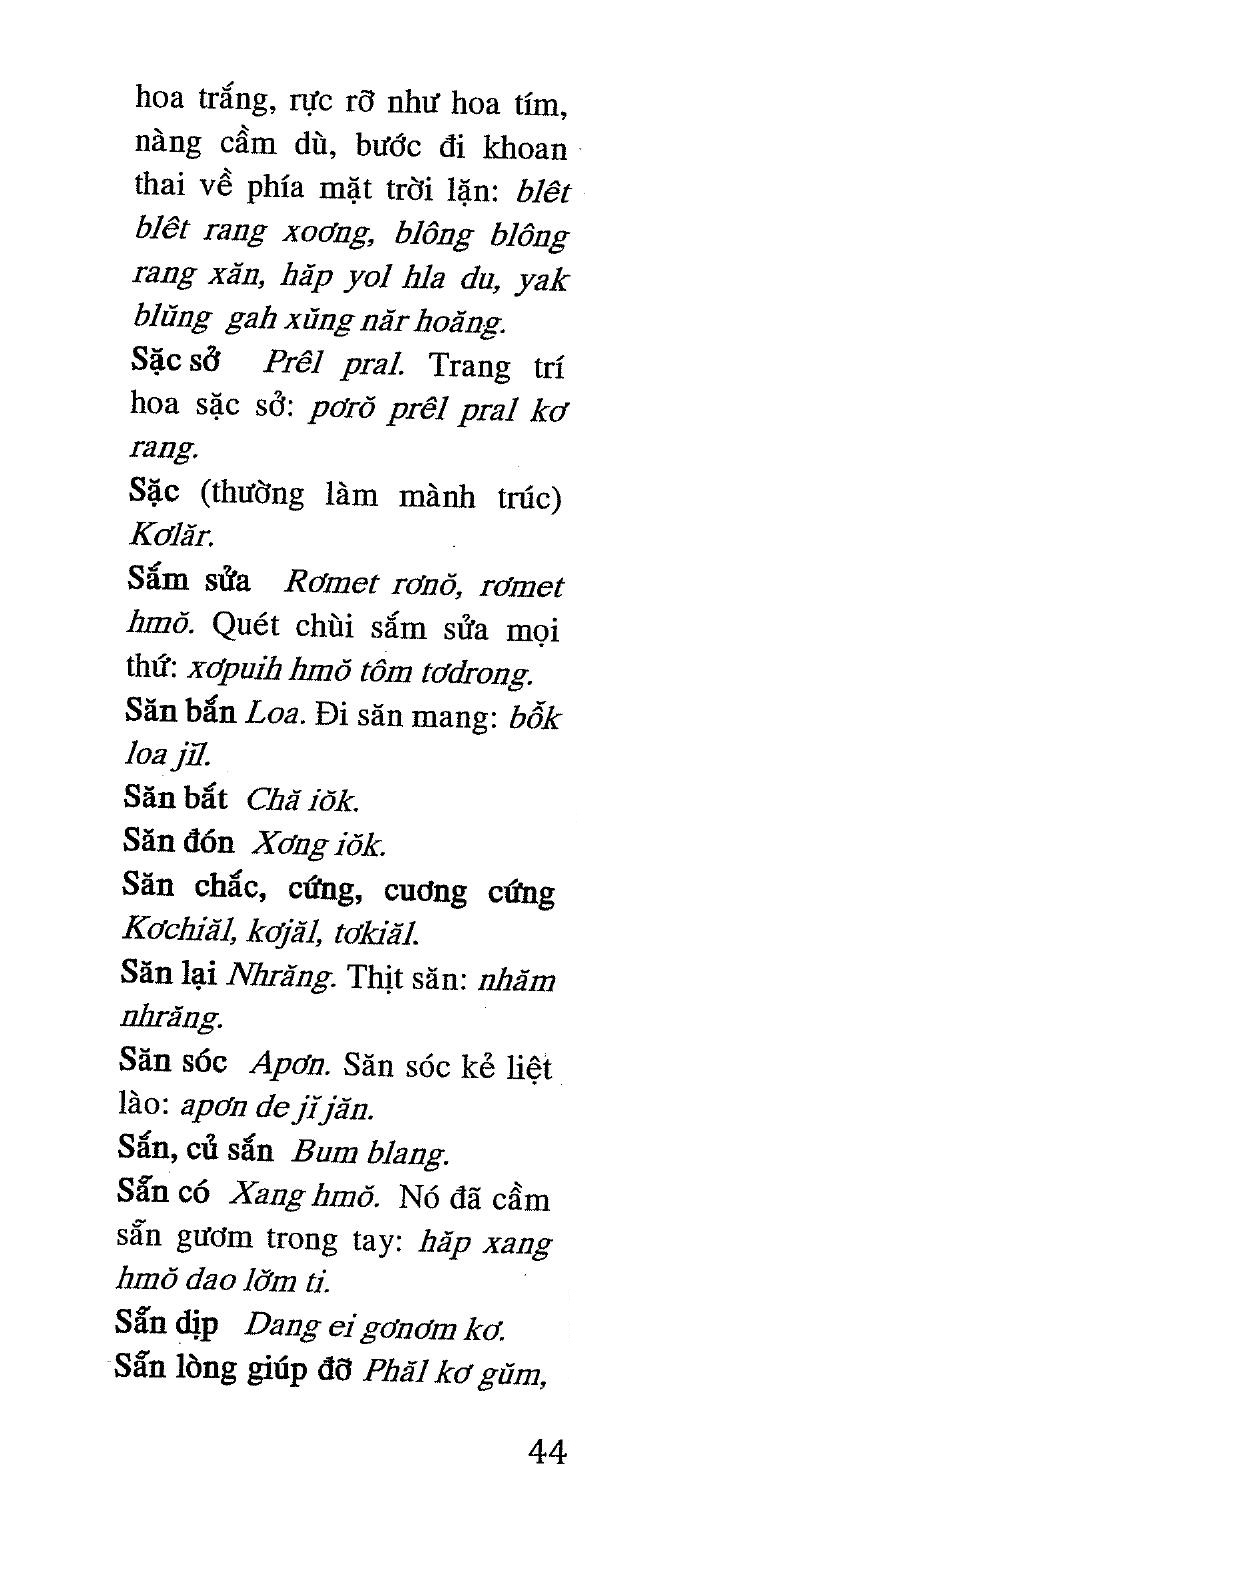 hoa trắng, rực rỡ như hoa tím,
nàng cầm dù, bước đi khoan
thai về phía mặt trời lặn: blêt
blêt rang xoơng, blông blông
rang xăn, hăp yol hla du, yak
blŭng gah xŭng năr hoăng.
Sặc sở Prêl pral. Trang trí
hoa sặc sở: pơrŏ prêl pral kơ
rang.
Sặc (thường làm mành trúc)
Kơlăr.
Sắm sửa Rơmet rơnŏ, rơmet
hmŏ. Quét chùi sắm sửa mọi
thứ: xơpuih hmŏ tôm tơdrong.
Săn bắn Loa. Đi săn mang: bô̆k
loa jĭl.
Săn bắt Chă iŏk.
Săn đón Xơng iŏk.
Săn chắc, cứng, cuơng cứng
Kơchiăl, kơjăl, tơkiăl.
Săn lại Nhrăng. Thịt săn: nhăm
nhrăng.
Săn sóc Apơn. Săn sóc kẻ liệt
lào: apơn de jĭ jăn.
Sắn, củ sắn Bum blang.
Sẵn có Xang hmŏ. Nó đã cầm
sẵn gươm trong tay: hăp xang
hmŏ dao lơ̆m ti.
Sẵn dịp Dang ei gơnơm kơ.
Sẵn lòng giúp đỡ Phăl kơ gŭm,
44